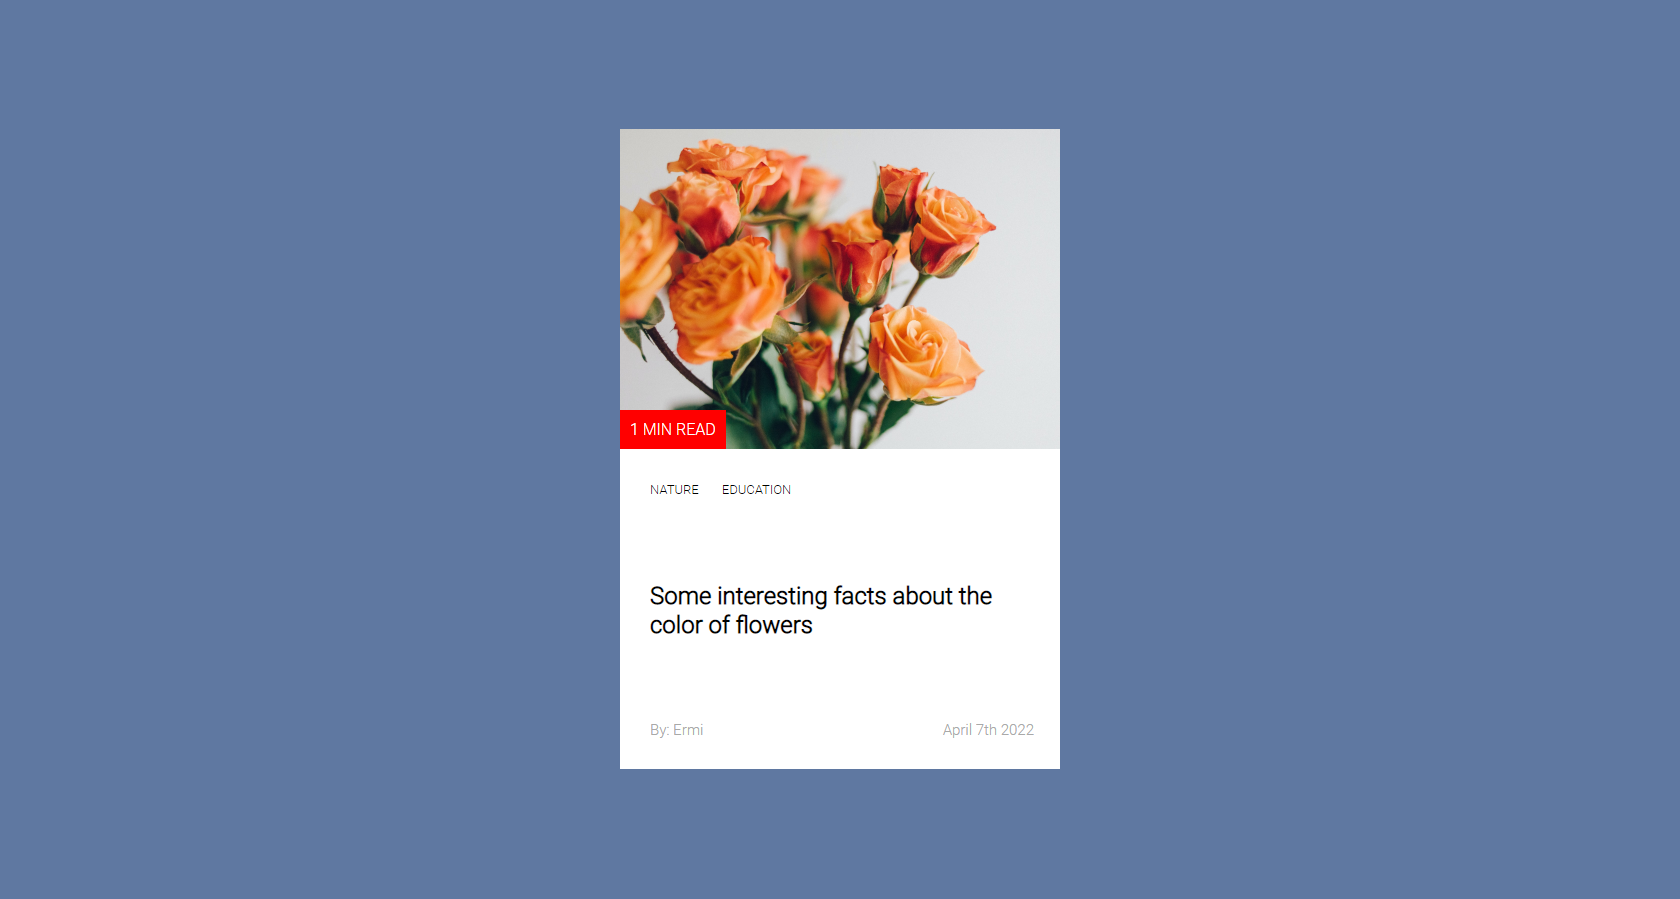 1 MIN READ
NATURE EDUCATION
Some interesting facts about the
color of flowers
By: Ermi April 7th 2022